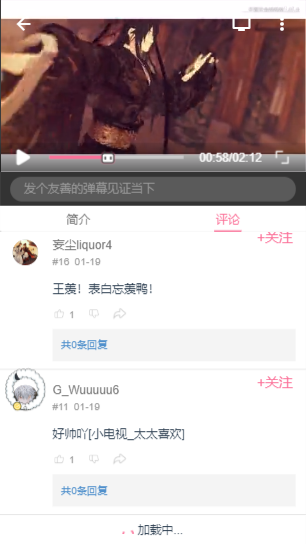 00:58/02:12
发个友善的弹幕见证当下
简介
评论
妄尘liquor4
+关注
#16 01-19
王羡！表白忘羡鸭！
1
共0条回复
G_Wuuuuu6
+关注
#11 01-19
好帅吖[小电视_太太喜欢]
1
共0条回复
加载中...